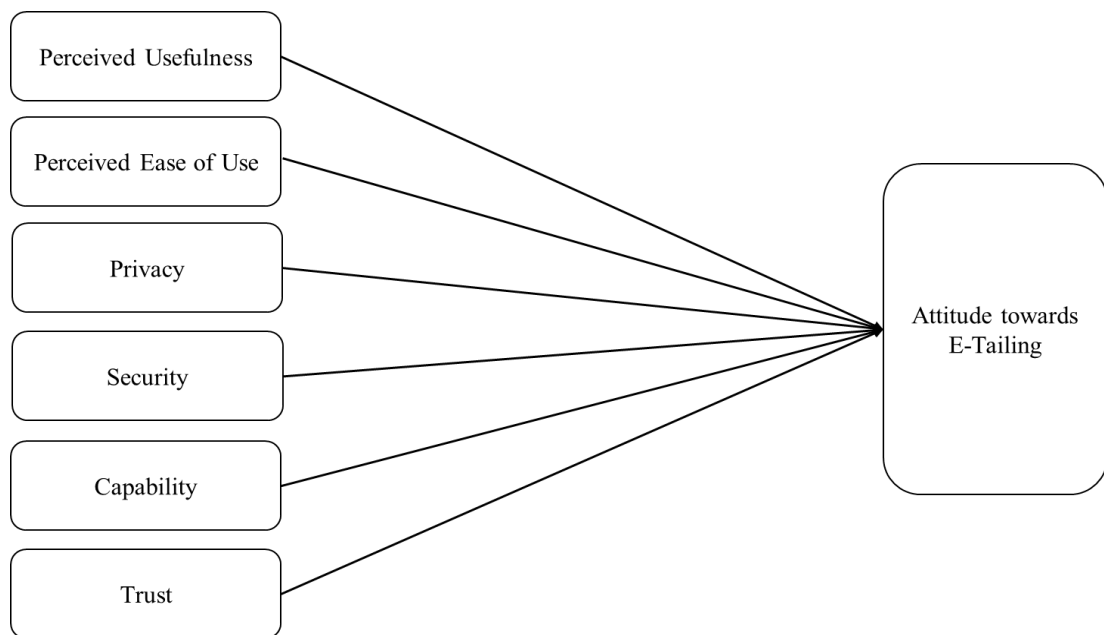 Perceived Usefulness
Perceived Ease of Use
Privacy
Security
Capability
Trust
Attitude towards
E-Tailing